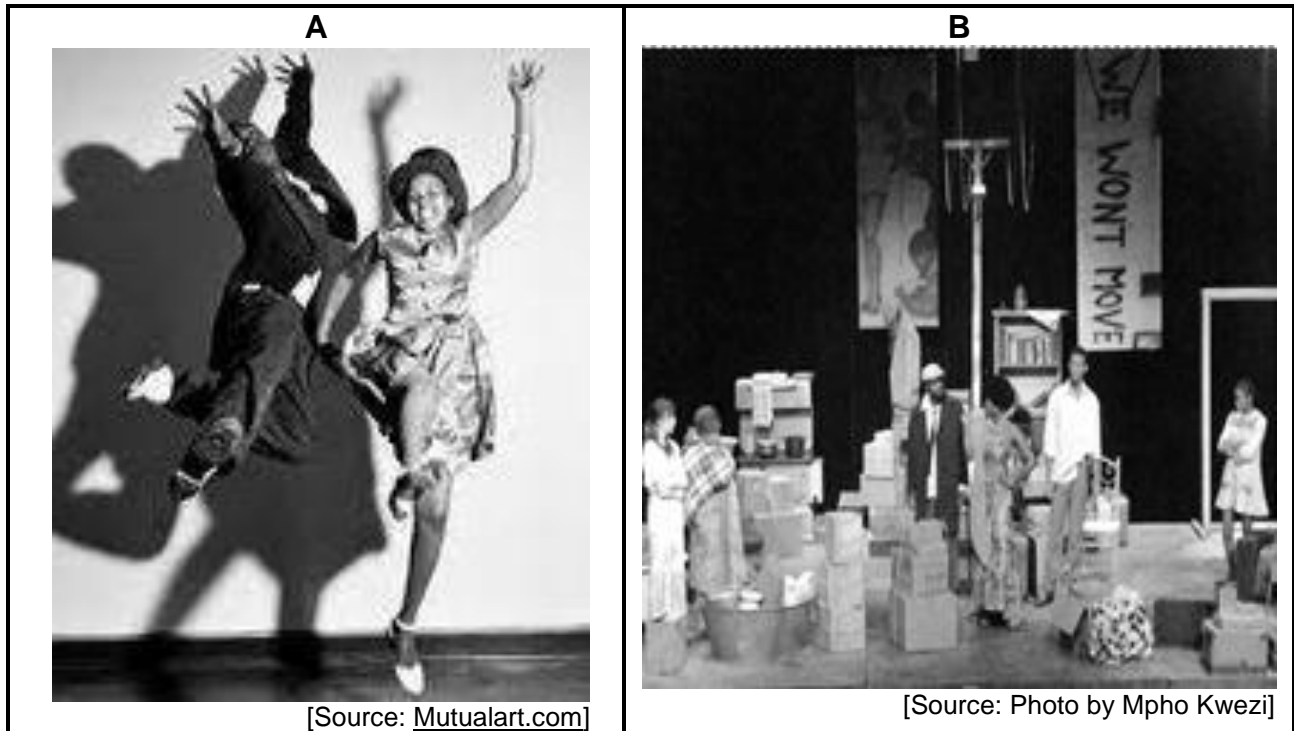 A
B
WE WONT MOVE
[Source: Mutualart.com]
[Source: Photo by Mpho Kwezi]